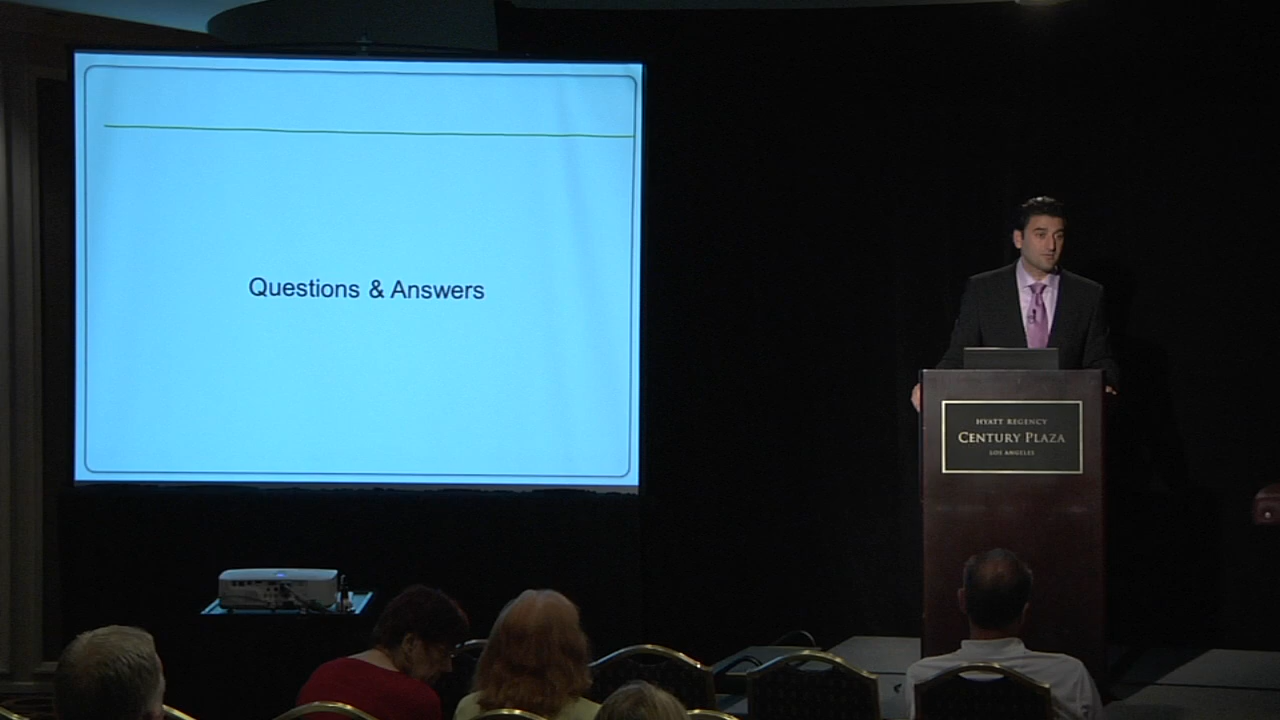 Questions & Answers
HYATT REGENCY
CENTURY PLAZA
LOS ANGELES